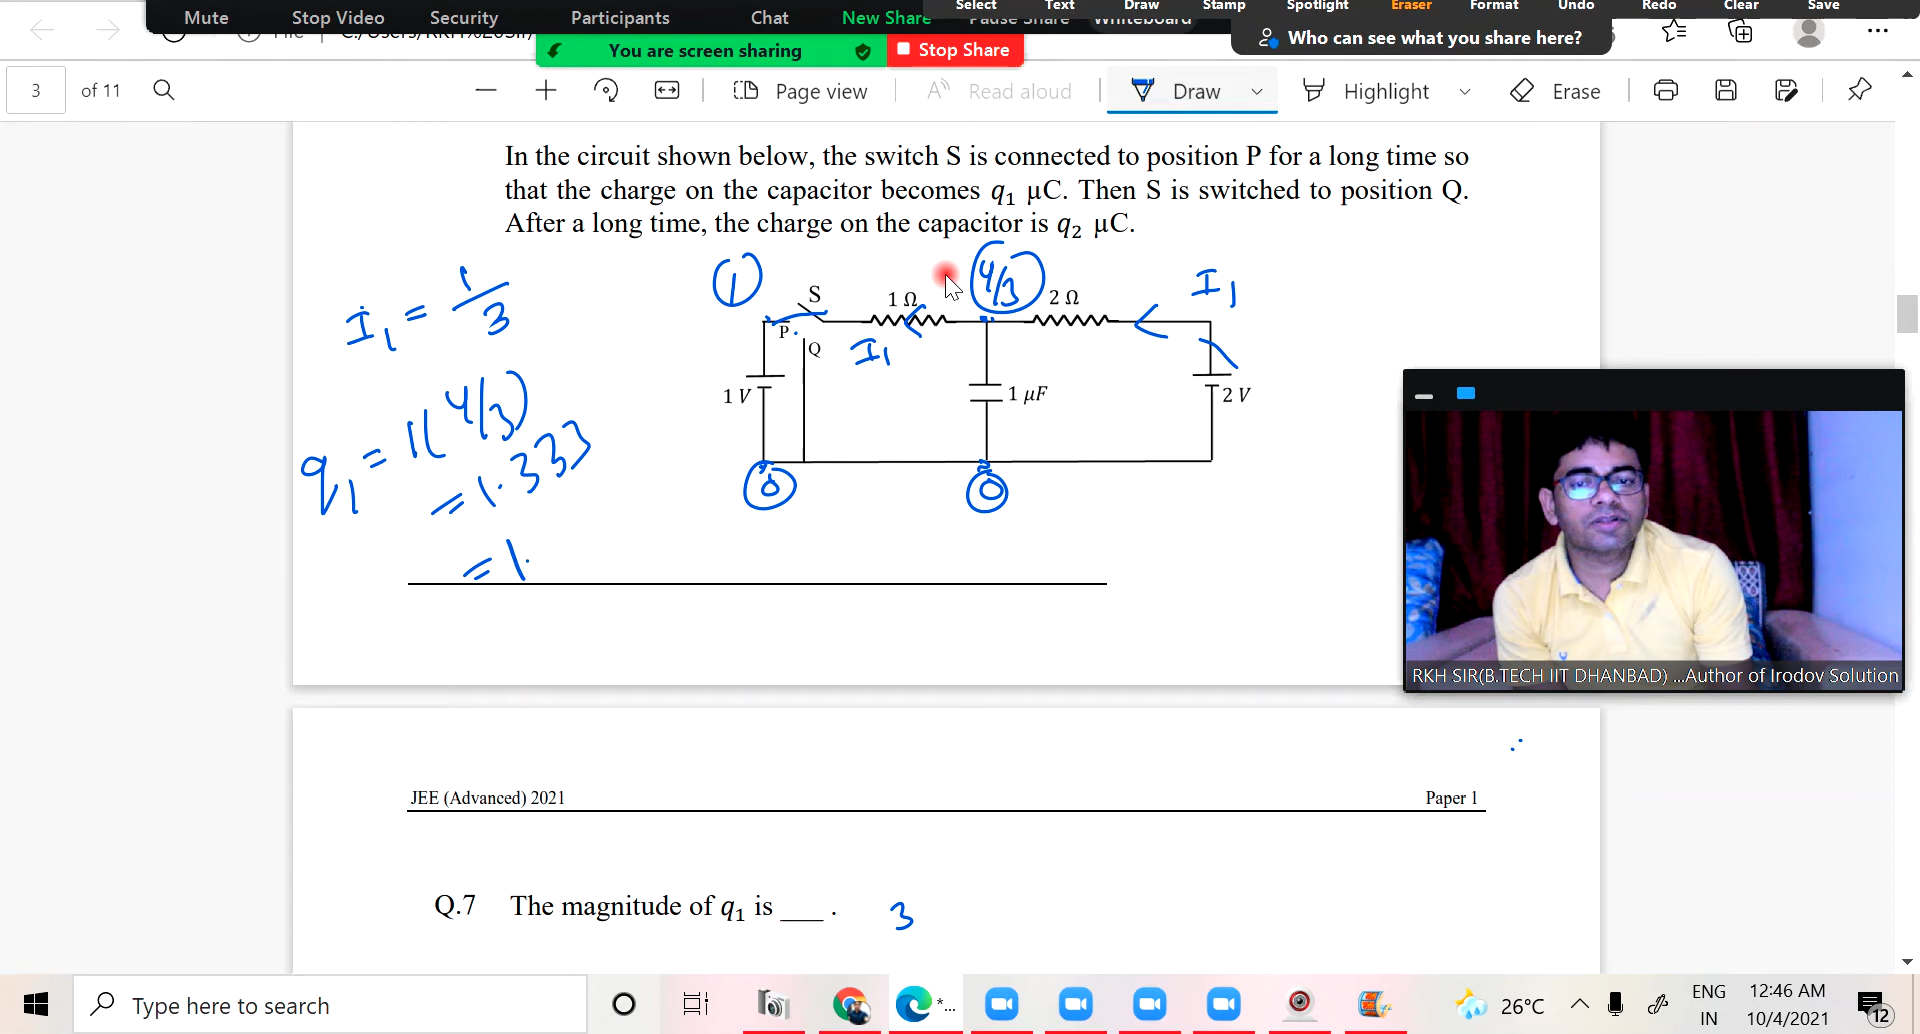 Mute Stop Video Security Participants Chat New Share Pause Share Whiteboard
Select Text Draw Stamp Spotlight Eraser Format Undo Redo Clear Save
You are screen sharing Stop Share
Who can see what you share here?
3 of 11 Page view Read aloud Draw Highlight Erase
In the circuit shown below, the switch S is connected to position P for a long time so
that the charge on the capacitor becomes q₁ μC. Then S is switched to position Q.
After a long time, the charge on the capacitor is q₂ μC.
1 S 1 Ω 4/3 2 Ω I₁
P
Q I₁
1 V 1 μF 2 V
0 0
I₁ = 1/3
q₁ = 1(4/3)
= 1.333
= 1.
RKH SIR(B.TECH IIT DHANBAD) ...Author of Irodov Solution
JEE (Advanced) 2021 Paper 1
Q.7 The magnitude of q₁ is ___ . 3
Type here to search
26°C
ENG
IN
12:46 AM
10/4/2021
12